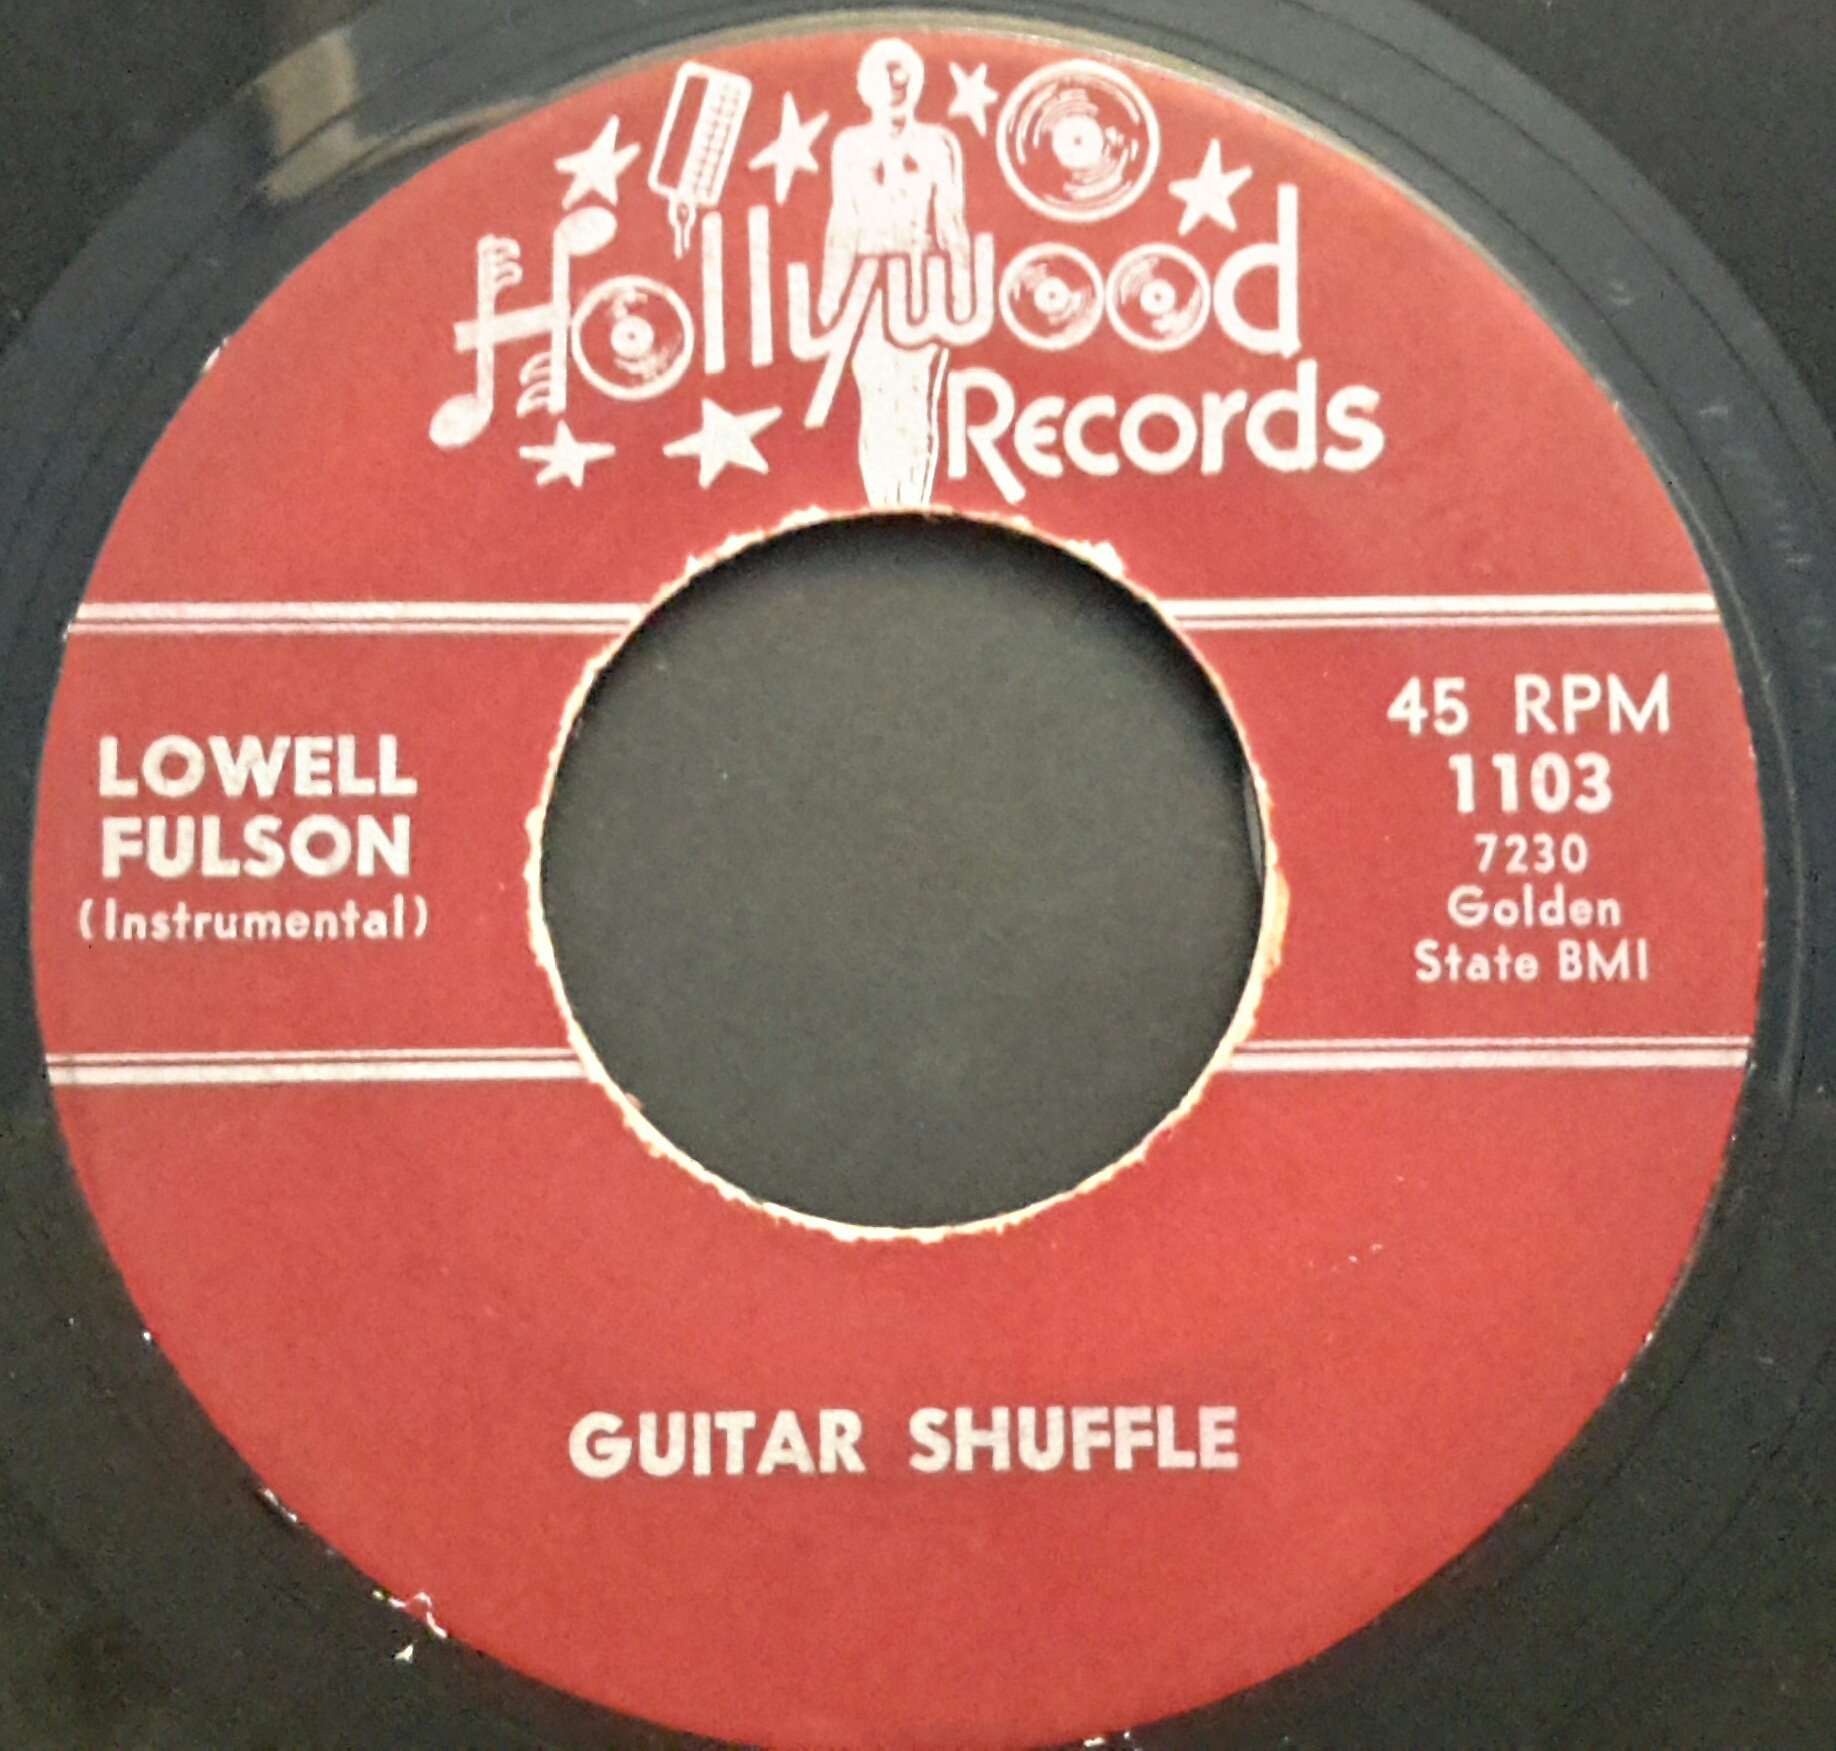 Hollywood
Records
LOWELL
FULSON
(Instrumental)
45 RPM
1103
7230
Golden
State BMI
GUITAR SHUFFLE